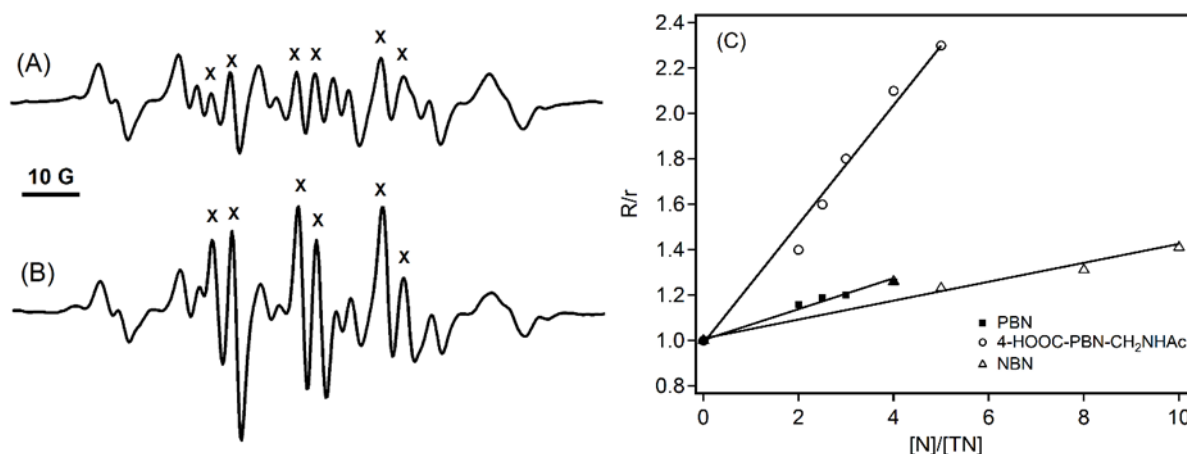 (A)
X X X X X X
10 G
(B)
X X X X X X
(C)
R/r
2.4
2.2
2.0
1.8
1.6
1.4
1.2
1.0
0.8
PBN
4-HOOC-PBN-CH₂NHAc
NBN
0 2 4 6 8 10
[N]/[TN]